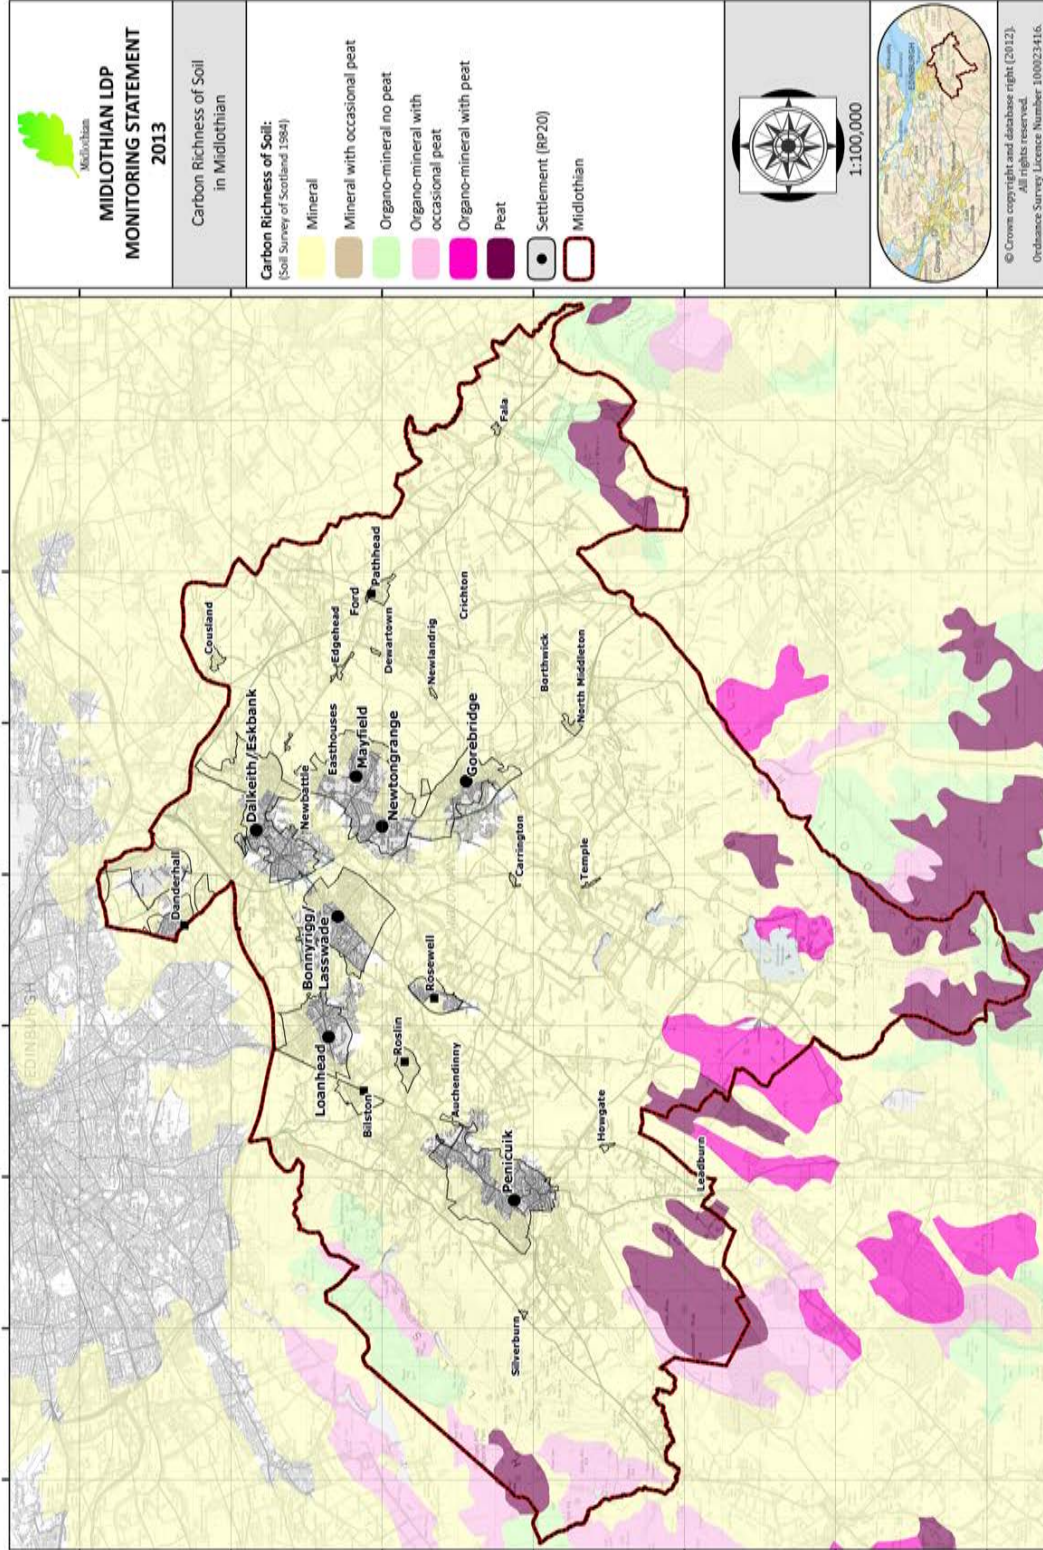 Midlothian
MIDLOTHIAN LDP
MONITORING STATEMENT
2013
Carbon Richness of Soil
in Midlothian
Carbon Richness of Soil:
(Soil Survey of Scotland 1984)
Mineral
Mineral with occasional peat
Organo-mineral no peat
Organo-mineral with
occasional peat
Organo-mineral with peat
Peat
Settlement (RP20)
Midlothian
1:100,000
EDINBURGH
© Crown copyright and database right (2012).
All rights reserved.
Ordnance Survey Licence Number 100023416.
EDINBURGH
Danderhall
Cousland
Dalkeith/Eskbank
Newbattle
Easthouses
Mayfield
Newtongrange
Edgehead
Ford
Pathhead
Dewartown
Newlandrig
Crichton
Fala
Bonnyrigg/
Lasswade
Loanhead
Bilston
Roslin
Rosewell
Gorebridge
Borthwick
North Middleton
Carrington
Temple
Auchendinny
Penicuik
Howgate
Silverburn
Leadburn